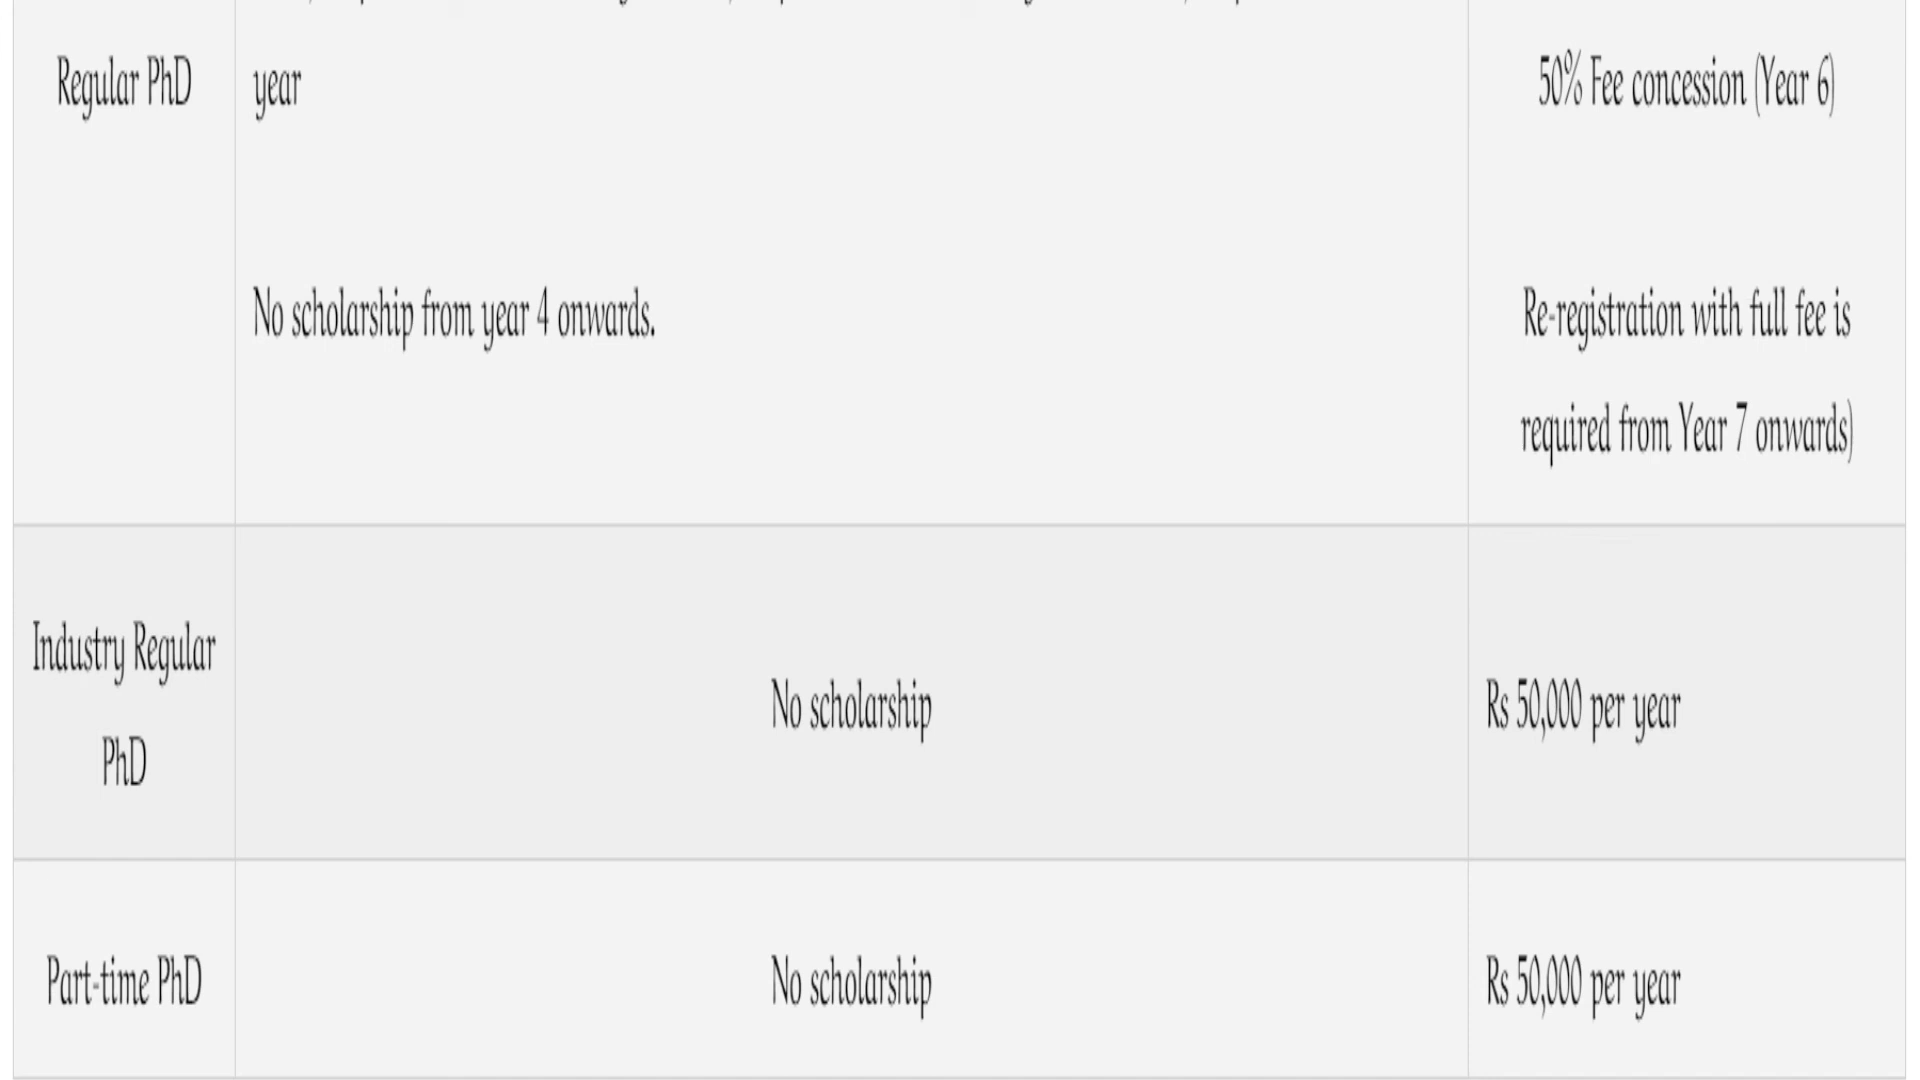 Regular PhD
year
50% Fee concession (Year 6)
No scholarship from year 4 onwards.
Re-registration with full fee is
required from Year 7 onwards)
Industry Regular
PhD
No scholarship
Rs 50,000 per year
Part-time PhD
No scholarship
Rs 50,000 per year